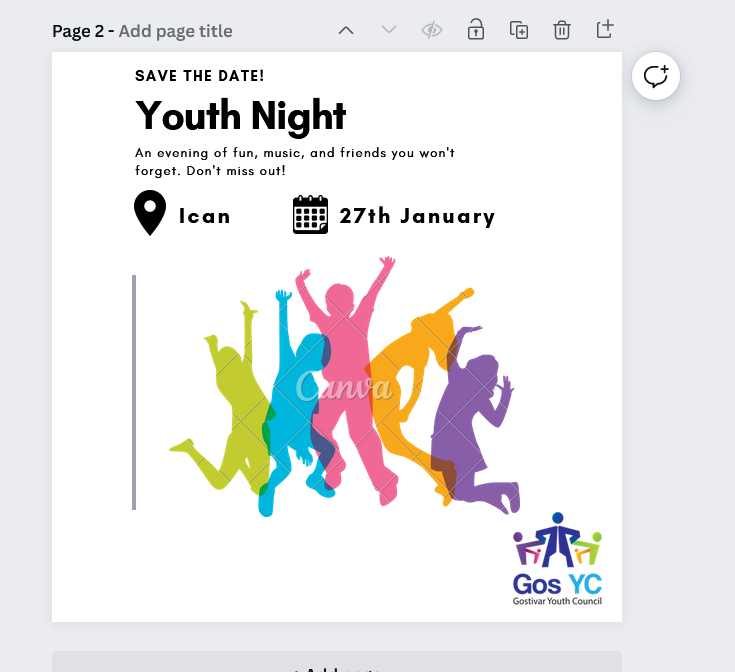 Page 2 - Add page title
SAVE THE DATE!
Youth Night
An evening of fun, music, and friends you won't
forget. Don't miss out!
Ican
27th January
Canva
Gos YC
Gostivar Youth Council